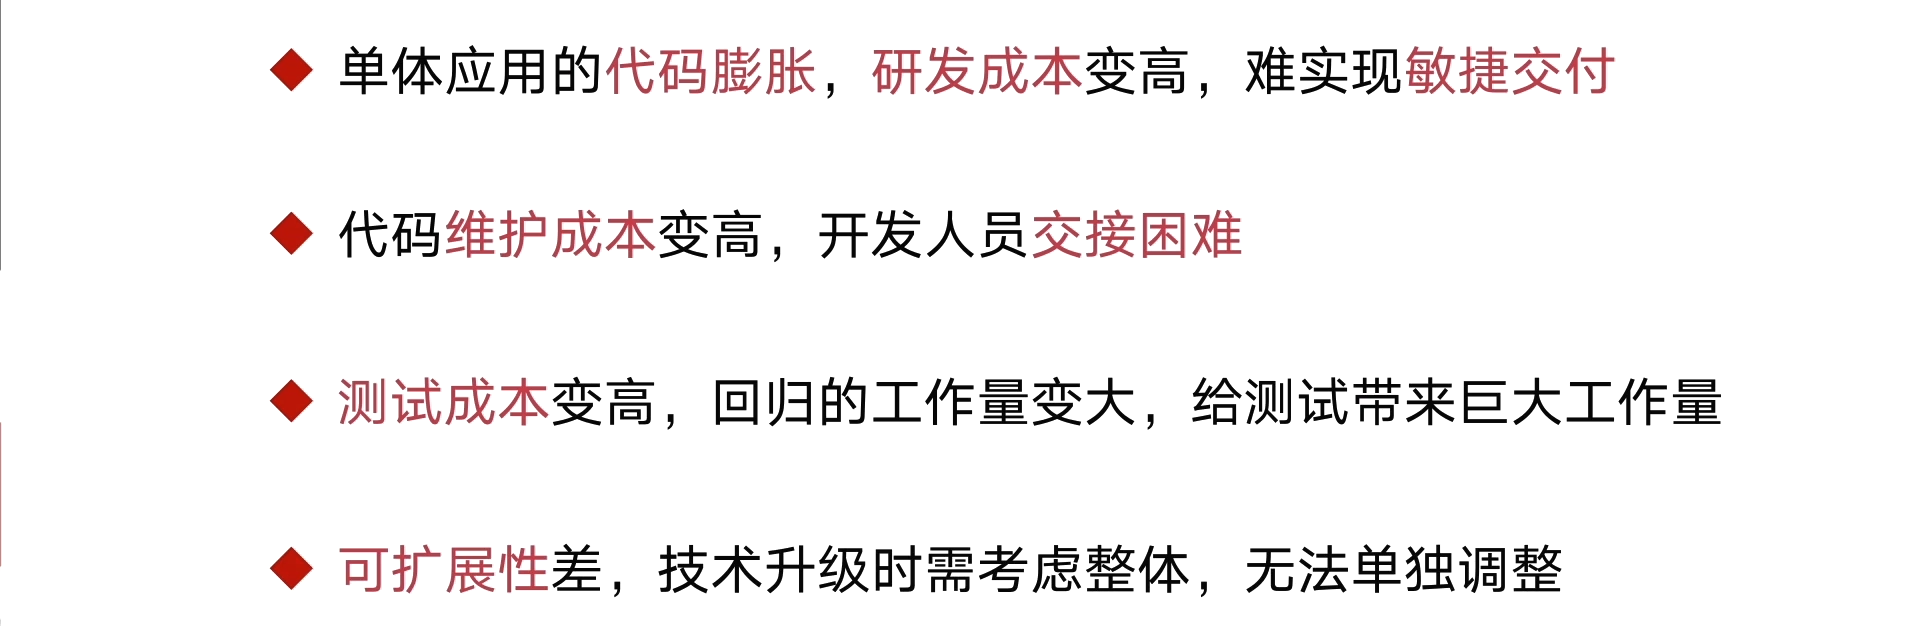 单体应用的代码膨胀，研发成本变高，难实现敏捷交付
代码维护成本变高，开发人员交接困难
测试成本变高，回归的工作量变大，给测试带来巨大工作量
可扩展性差，技术升级时需考虑整体，无法单独调整